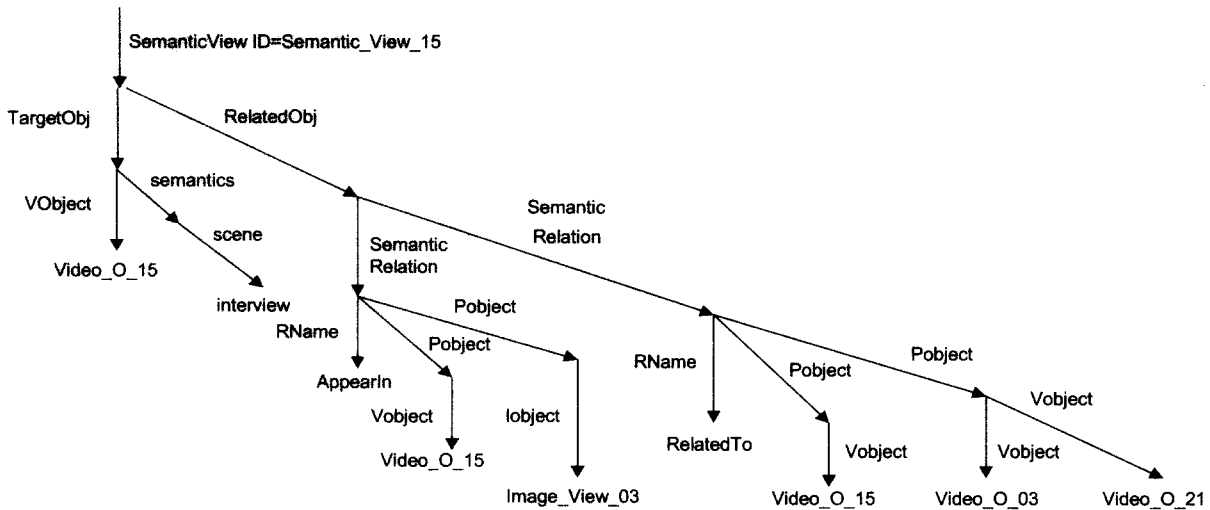 SemanticView ID=Semantic_View_15
TargetObj
RelatedObj
semantics
VObject
scene
Video_O_15
interview
Semantic
Relation
Semantic
Relation
RName
Pobject
Pobject
AppearIn
Vobject
Iobject
Video_O_15
Image_View_03
RName
Pobject
Pobject
RelatedTo
Vobject
Vobject
Vobject
Video_O_15
Video_O_03
Video_O_21